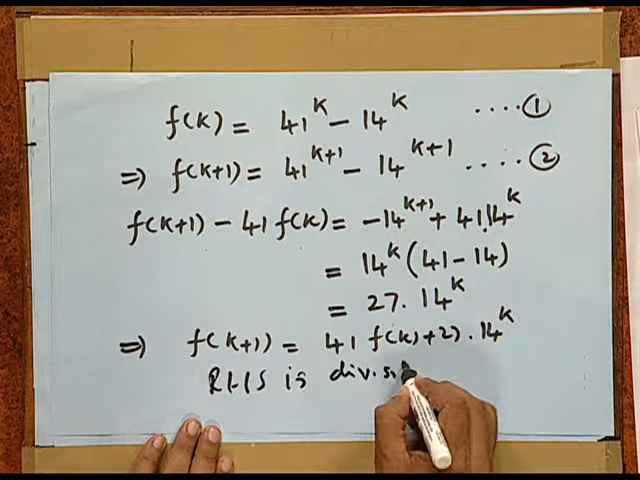 f(k) = 41^k - 14^k ....①
⇒ f(k+1) = 41^{k+1} - 14^{k+1} ....②
f(k+1) - 41 f(k) = -14^{k+1} + 41.14^k
= 14^k (41-14)
= 27. 14^k
⇒ f(k+1) = 41 f(k) + 27 . 14^k
RHS is divisi